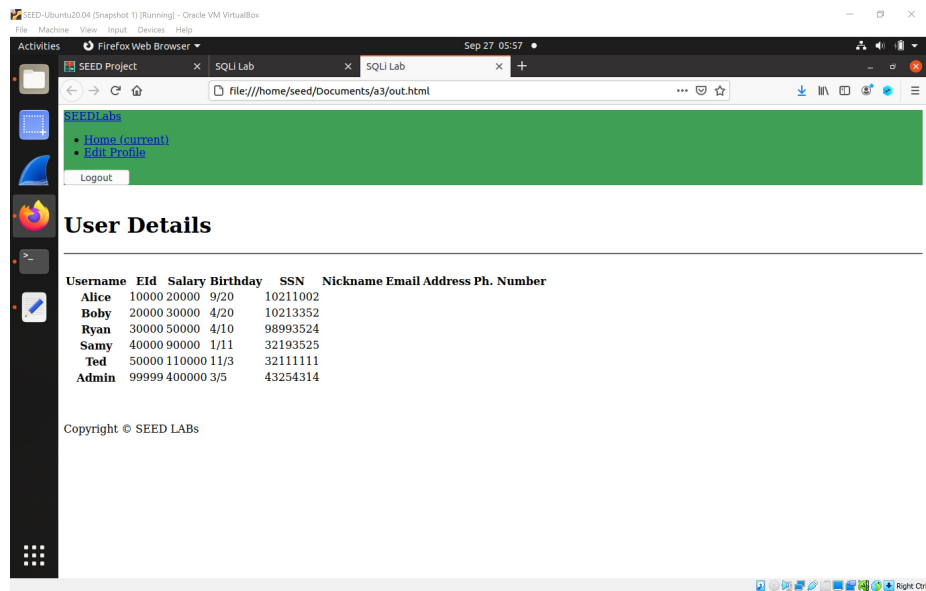 SEED-Ubuntu20.04 (Snapshot 1) [Running] - Oracle VM VirtualBox
File Machine View Input Devices Help
Activities Firefox Web Browser Sep 27 05:57
SEED Project SQLi Lab SQLi Lab
file:///home/seed/Documents/a3/out.html
SEEDLabs
Home (current)
Edit Profile
Logout
User Details
Username EId Salary Birthday SSN Nickname Email Address Ph. Number
Alice 10000 20000 9/20 10211002
Boby 20000 30000 4/20 10213352
Ryan 30000 50000 4/10 98993524
Samy 40000 90000 1/11 32193525
Ted 50000 110000 11/3 32111111
Admin 99999 400000 3/5 43254314
Copyright © SEED LABs
Right Ctrl